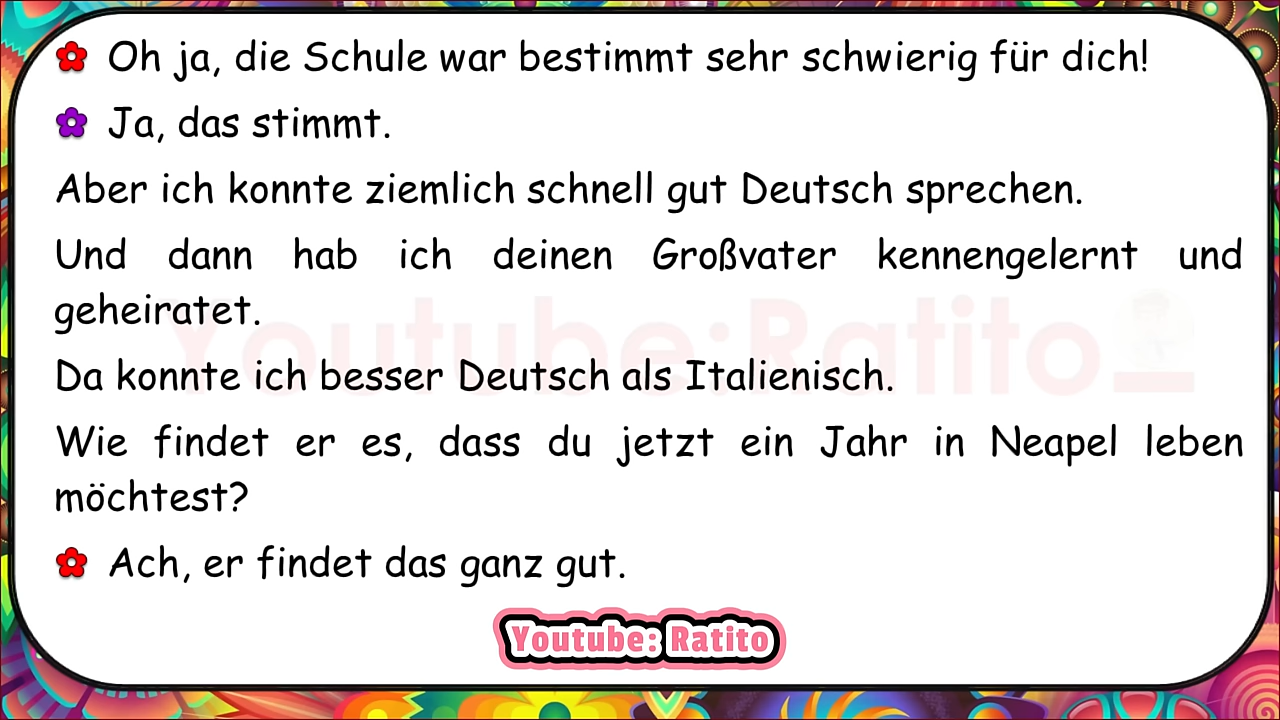 Oh ja, die Schule war bestimmt sehr schwierig für dich!
Ja, das stimmt.
Aber ich konnte ziemlich schnell gut Deutsch sprechen.
Und dann hab ich deinen Großvater kennengelernt und
geheiratet.
Youtube:Ratito
Da konnte ich besser Deutsch als Italienisch.
Wie findet er es, dass du jetzt ein Jahr in Neapel leben
möchtest?
Ach, er findet das ganz gut.
Youtube: Ratito